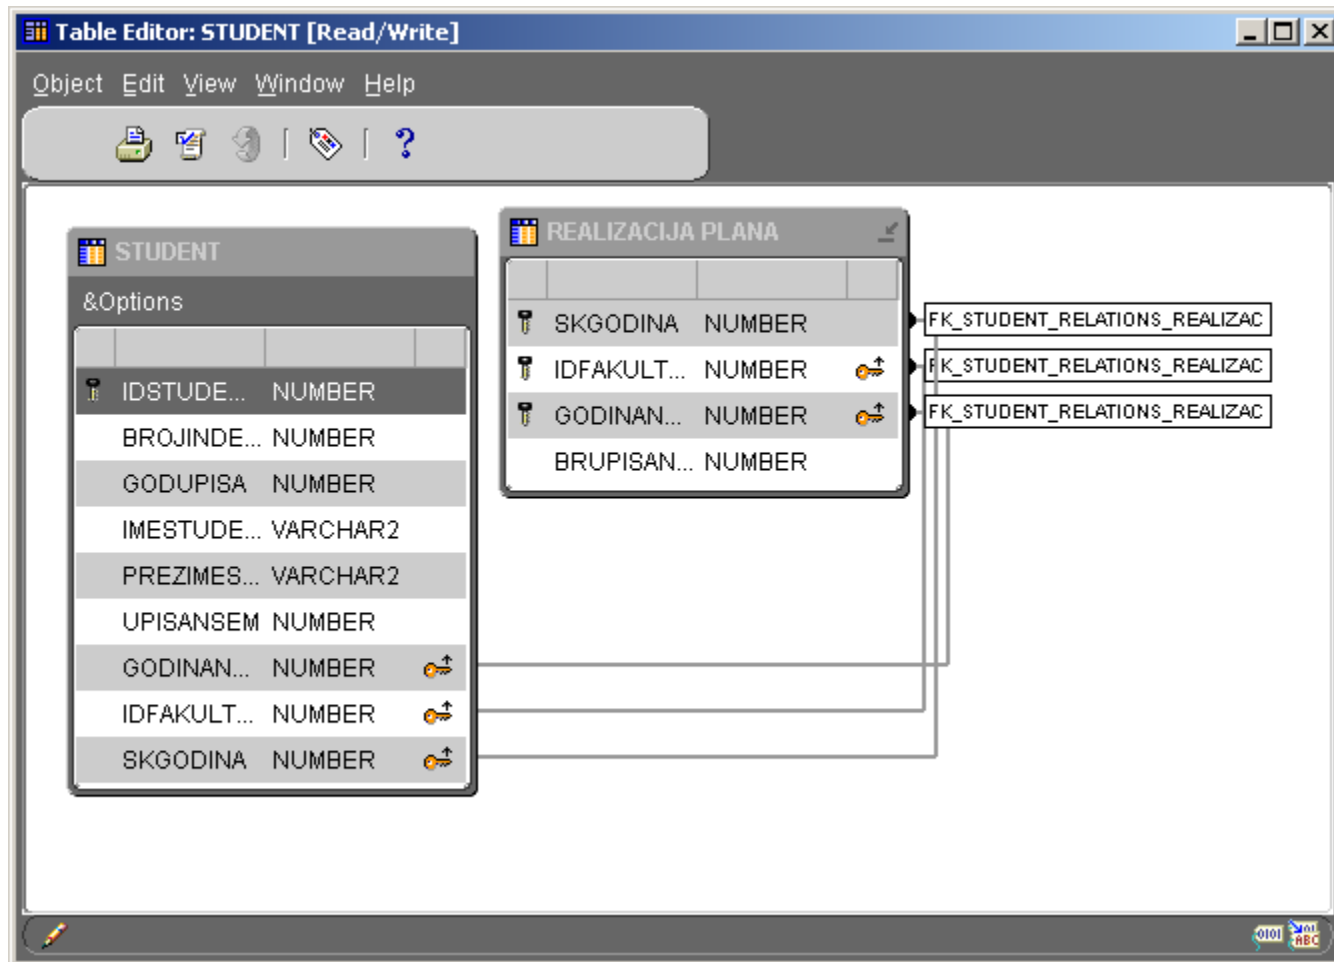 Table Editor: STUDENT [Read/Write]
Object Edit View Window Help
?
STUDENT
&Options
IDSTUDE... NUMBER
BROJINDE... NUMBER
GODUPISA NUMBER
IMESTUDE... VARCHAR2
PREZIMES... VARCHAR2
UPISANSEM NUMBER
GODINAN... NUMBER
IDFAKULT... NUMBER
SKGODINA NUMBER
REALIZACIJA PLANA
SKGODINA NUMBER
IDFAKULT... NUMBER
GODINAN... NUMBER
BRUPISAN... NUMBER
FK_STUDENT_RELATIONS_REALIZAC
FK_STUDENT_RELATIONS_REALIZAC
FK_STUDENT_RELATIONS_REALIZAC
0101
ABC